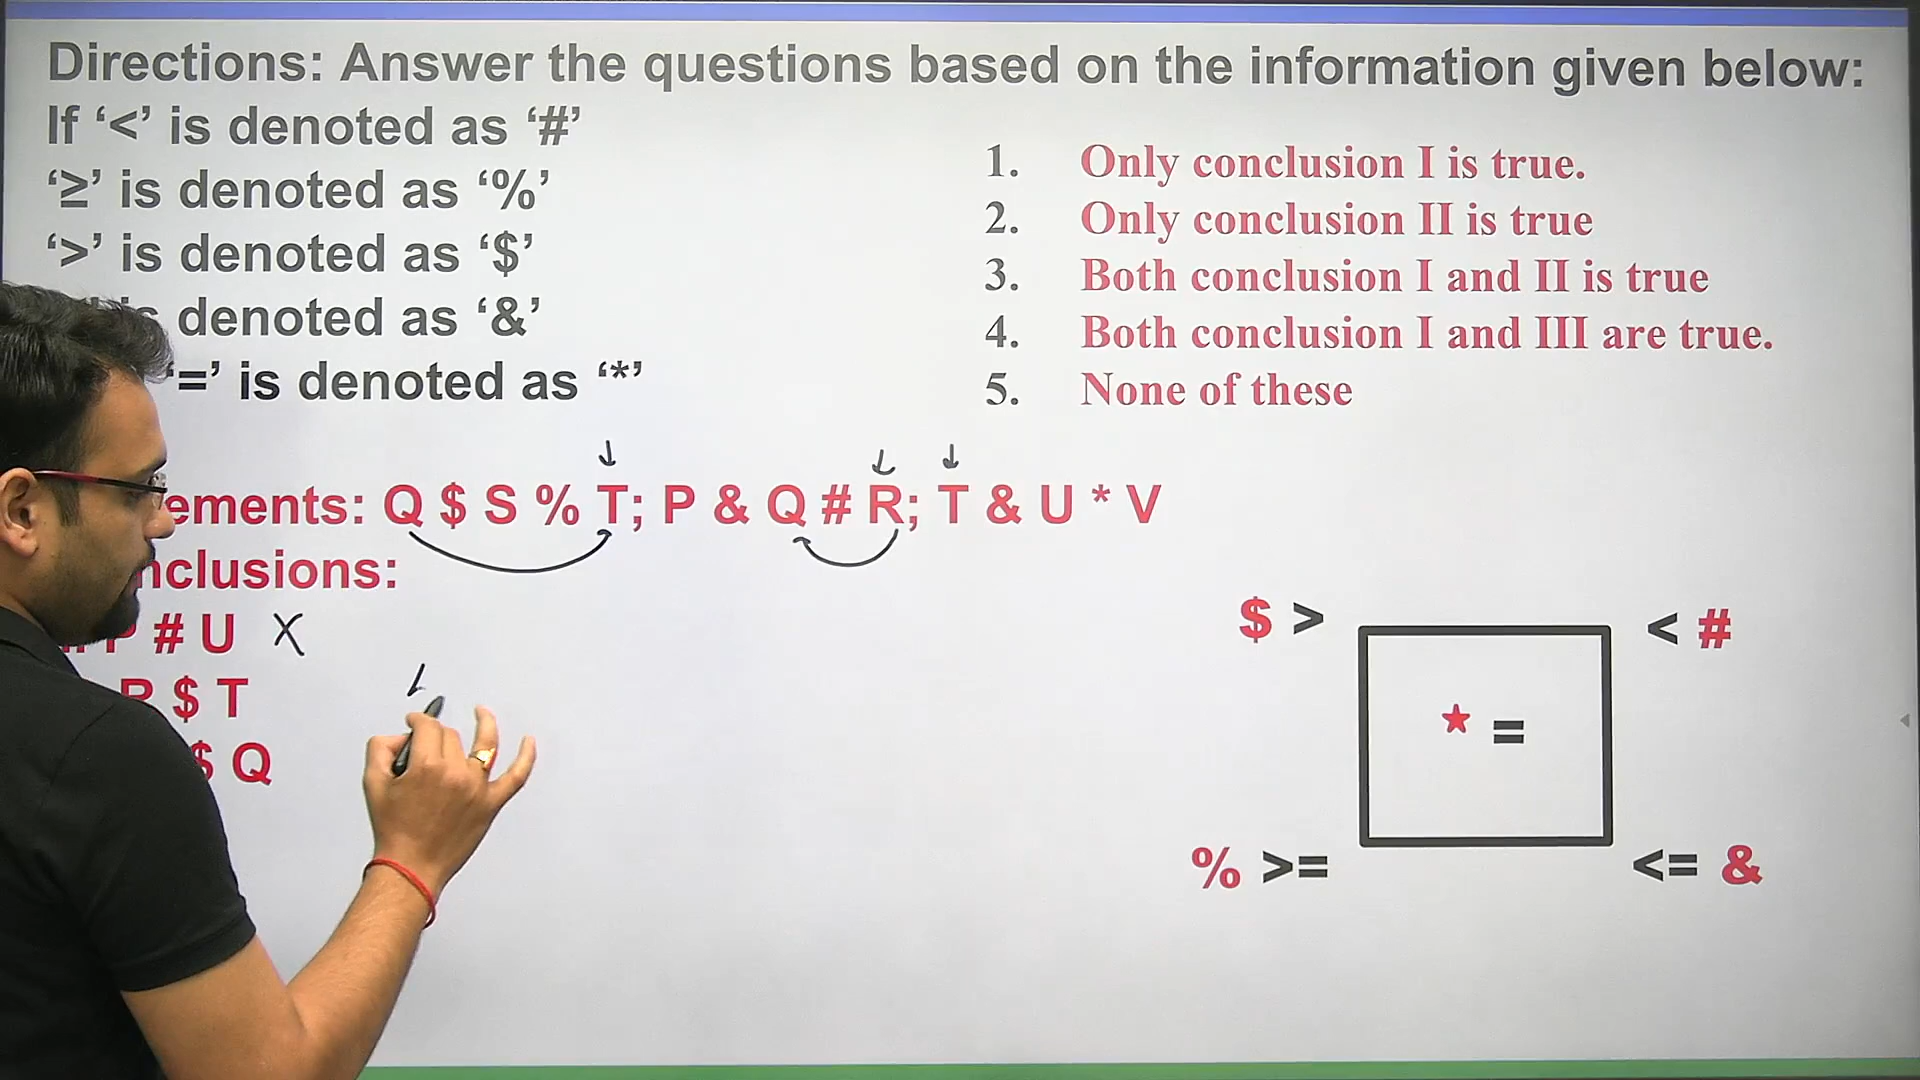 Directions: Answer the questions based on the information given below:
If ‘<’ is denoted as ‘#’
‘≥’ is denoted as ‘%’
‘>’ is denoted as ‘$’
denoted as ‘&’
‘=’ is denoted as ‘*’
1. Only conclusion I is true.
2. Only conclusion II is true
3. Both conclusion I and II is true
4. Both conclusion I and III are true.
5. None of these
ements: Q $ S % T; P & Q # R; T & U * V
nclusions:
# U X
$ T
$ Q
$ > < #
* =
% >= <= &